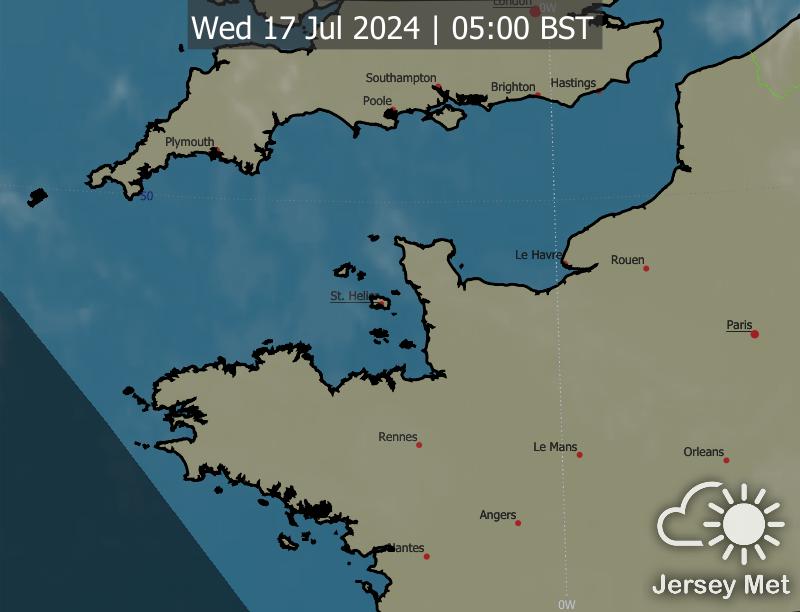 London
0W
Wed 17 Jul 2024 | 05:00 BST
Southampton
Brighton
Hastings
Poole
Plymouth
50
Le Havre
Rouen
St. Helier
Paris
Rennes
Le Mans
Orleans
Angers
Nantes
0W
Jersey Met